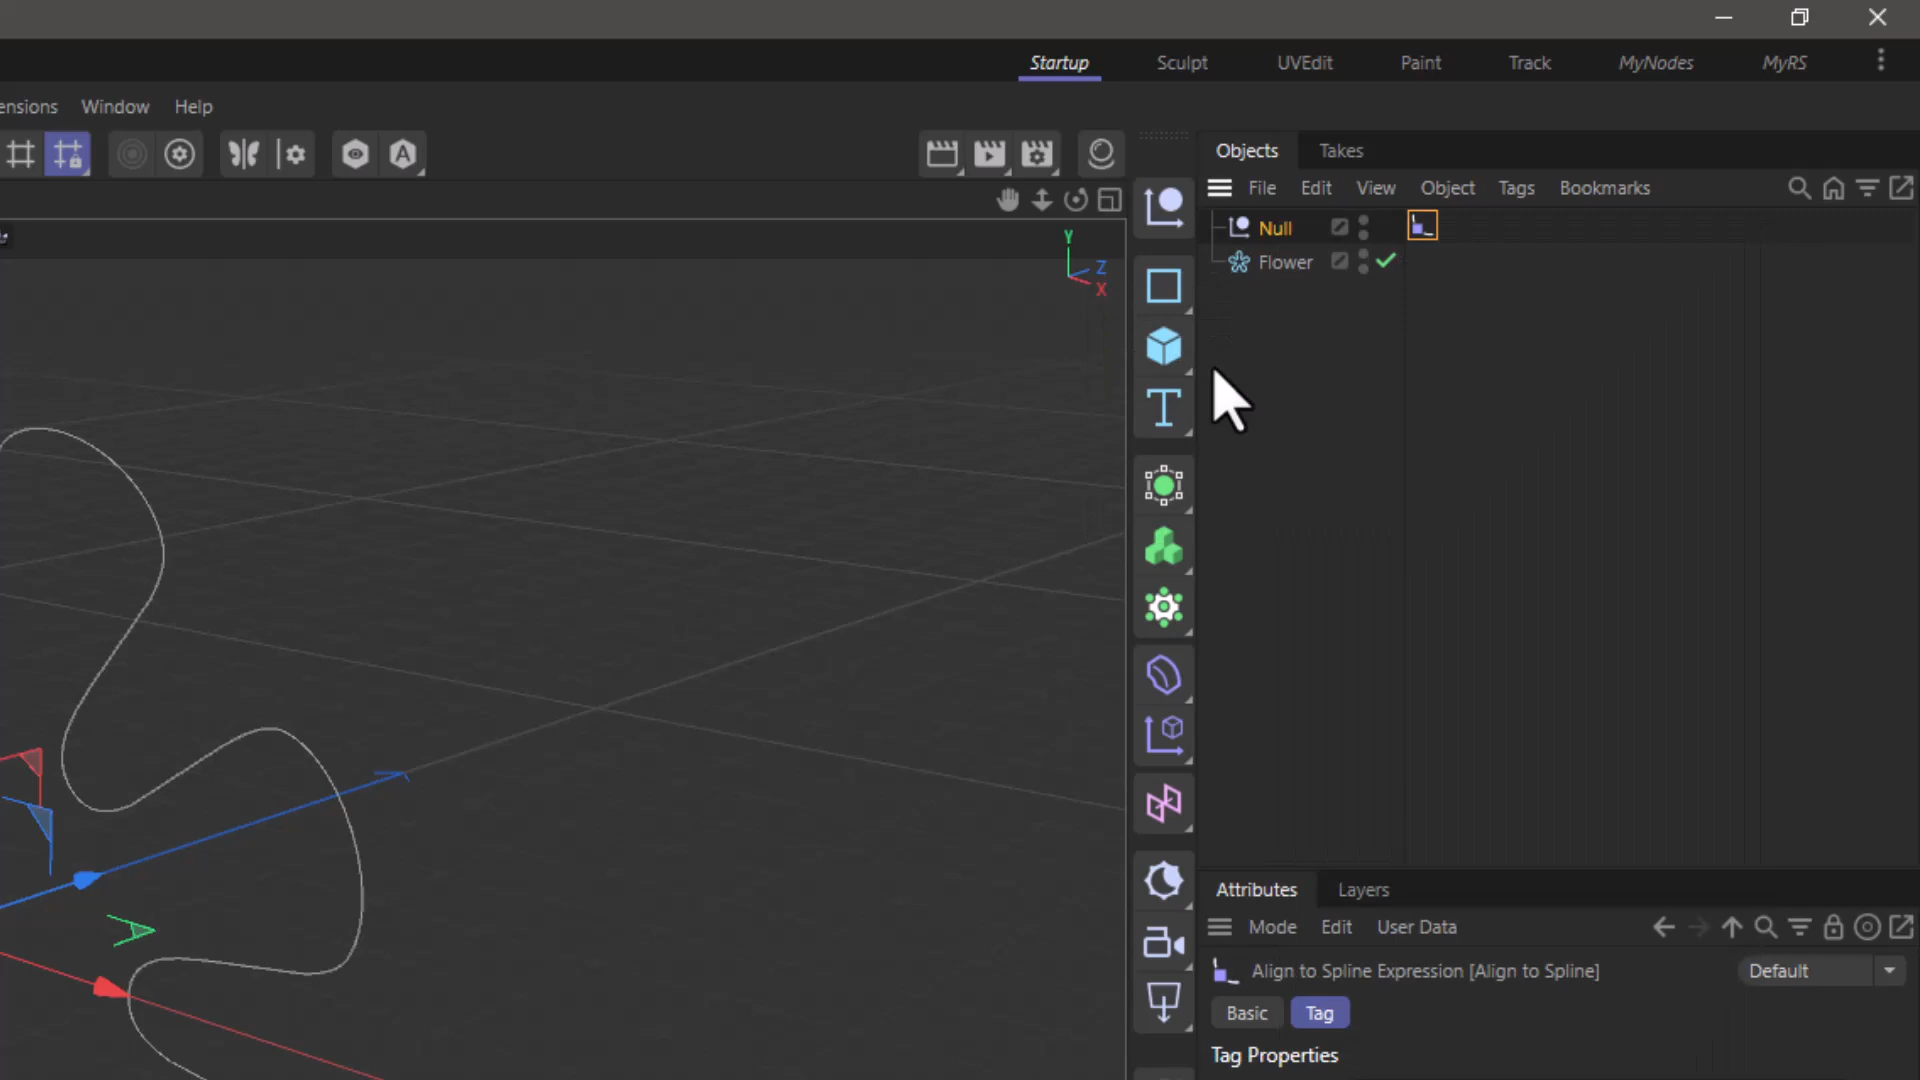 Startup Sculpt UVEdit Paint Track MyNodes MyRS
ensions Window Help
Objects Takes
File Edit View Object Tags Bookmarks
Null
Flower
Y
Z
X
Attributes Layers
Mode Edit User Data
Align to Spline Expression [Align to Spline] Default
Basic Tag
Tag Properties